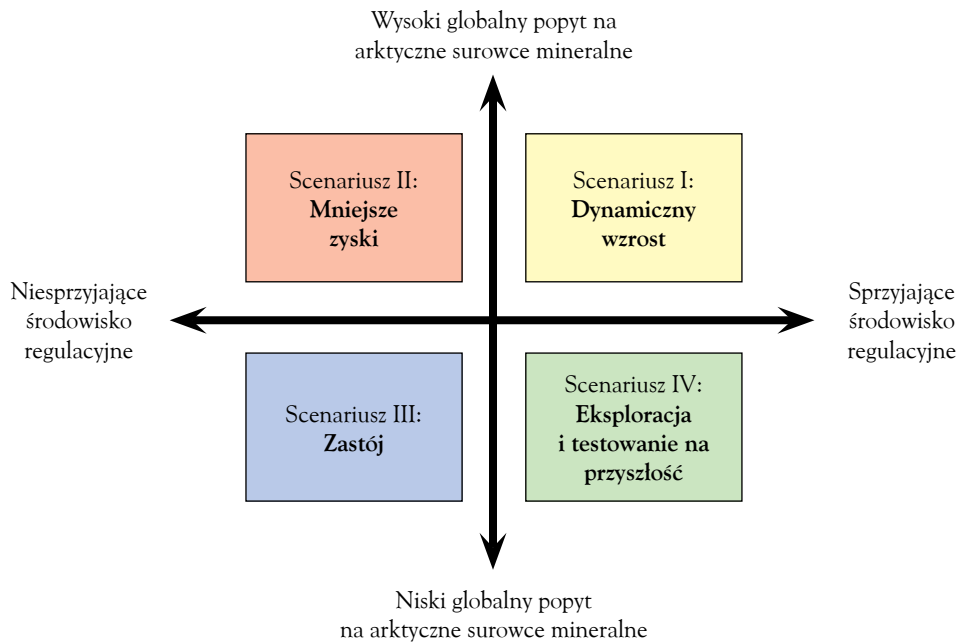 Wysoki globalny popyt na
arktyczne surowce mineralne
Scenariusz II:
Mniejsze
zyski
Scenariusz I:
Dynamiczny
wzrost
Niesprzyjające
środowisko
regulacyjne
Sprzyjające
środowisko
regulacyjne
Scenariusz III:
Zastój
Scenariusz IV:
Eksploracja
i testowanie na
przyszłość
Niski globalny popyt
na arktyczne surowce mineralne